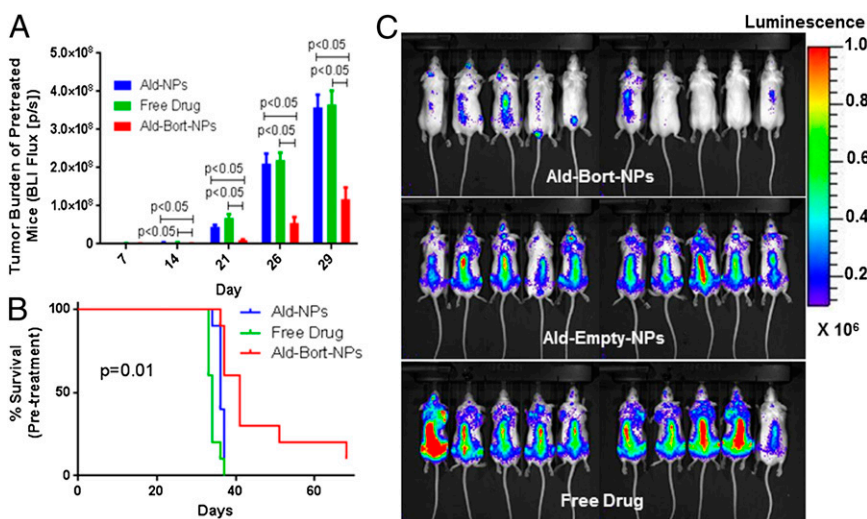 A
Tumor Burden of Pretreated
Mice (BLI Flux [p/s])
5.0×10⁸
4.0×10⁸
3.0×10⁸
2.0×10⁸
1.0×10⁸
0
Ald-NPs
Free Drug
Ald-Bort-NPs
p<0.05
p<0.05
p<0.05
p<0.05
p<0.05
p<0.05
p<0.05
p<0.05
7 14 21 26 29
Day
B
% Survival
(Pre-treatment)
100
50
0
p=0.01
Ald-NPs
Free Drug
Ald-Bort-NPs
0 20 40 60
Days
C
Luminescence
1.0
0.8
0.6
0.4
0.2
X 10⁶
Ald-Bort-NPs
Ald-Empty-NPs
Free Drug